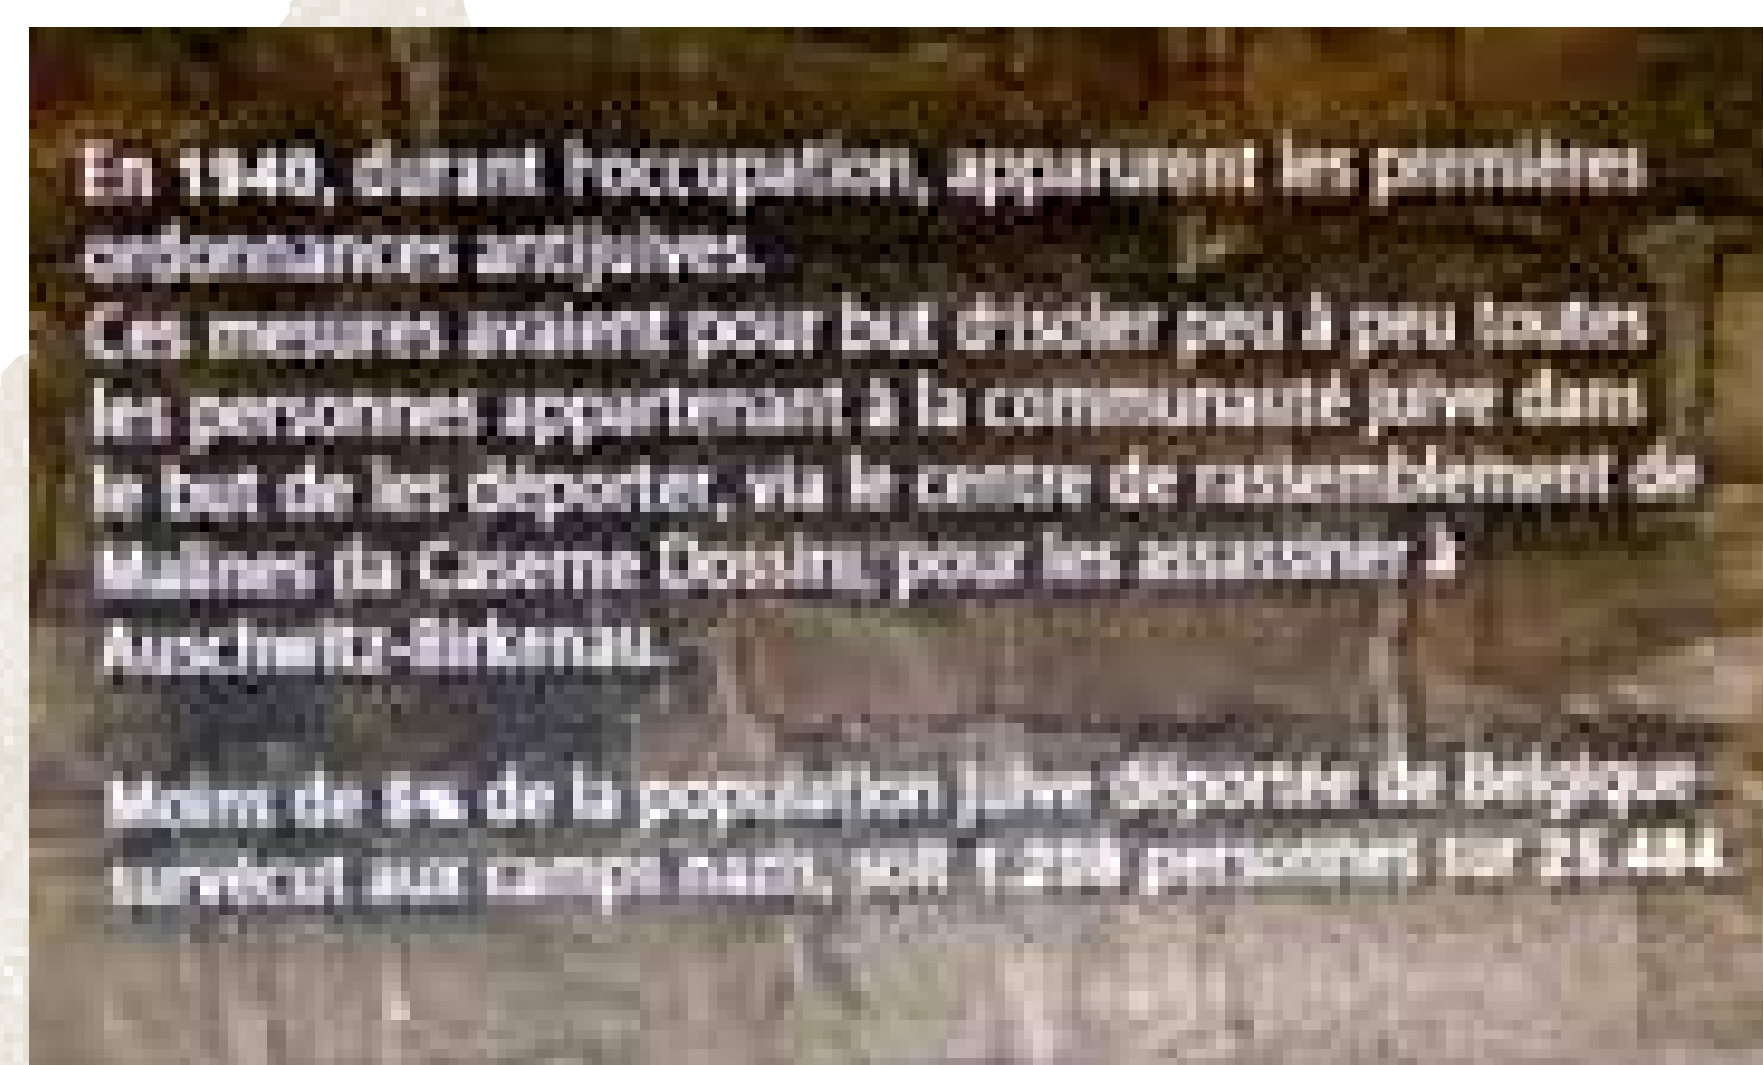 En 1940, durant l'occupation, apparurent les premières
ordonnances antijuives.
Ces mesures avaient pour but d'isoler peu à peu toutes
les personnes appartenant à la communauté juive dans
le but de les déporter, via le centre de rassemblement de
Malines (la Caserne Dossin), pour les assassiner à
Auschwitz-Birkenau.
Moins de 5% de la population juive déportée de Belgique
survécut aux camps nazis, soit personnes sur